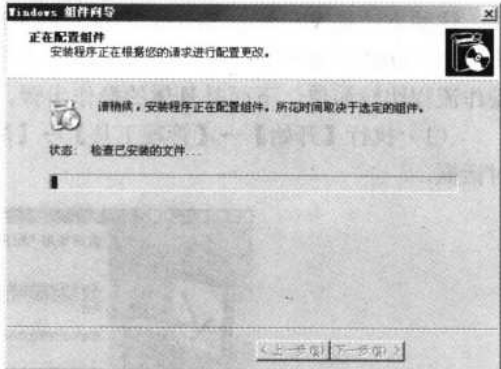 Windows 组件向导
正在配置组件
安装程序正在根据您的请求进行配置更改。
请稍候，安装程序正在配置组件。所花时间取决于选定的组件。
状态: 检查已安装的文件...
<上一步(B) 下一步(N)>